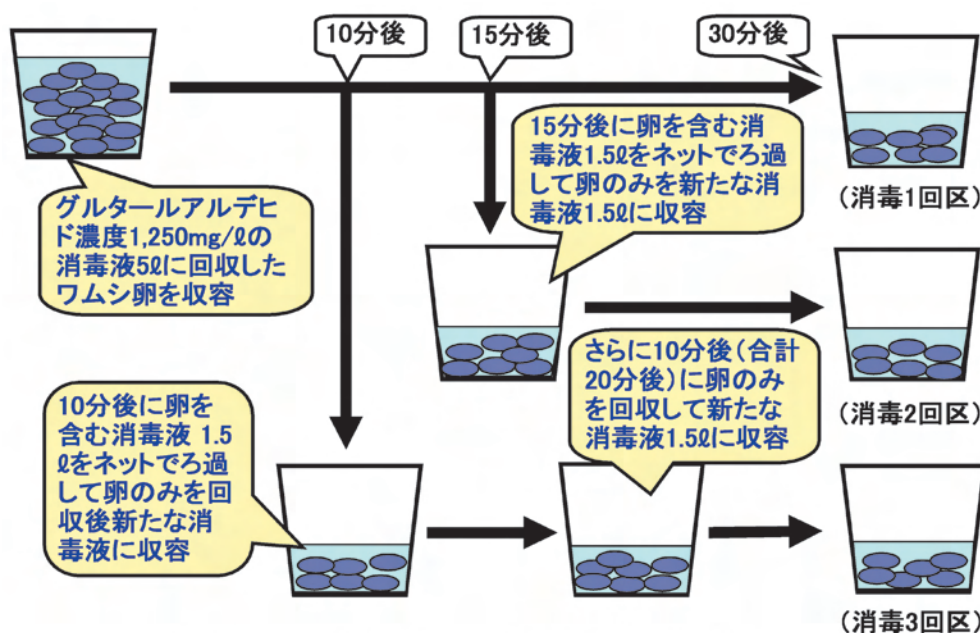 10分後
15分後
30分後
グルタールアルデヒ
ド濃度1,250mg/ℓの
消毒液5ℓに回収した
ワムシ卵を収容
15分後に卵を含む消
毒液1.5ℓをネットでろ過
して卵のみを新たな消
毒液1.5ℓに収容
(消毒1回区)
さらに10分後(合計
20分後)に卵のみ
を回収して新たな
消毒液1.5ℓに収容
(消毒2回区)
10分後に卵を
含む消毒液 1.5
ℓをネットでろ過
して卵のみを回
収後新たな消
毒液に収容
(消毒3回区)